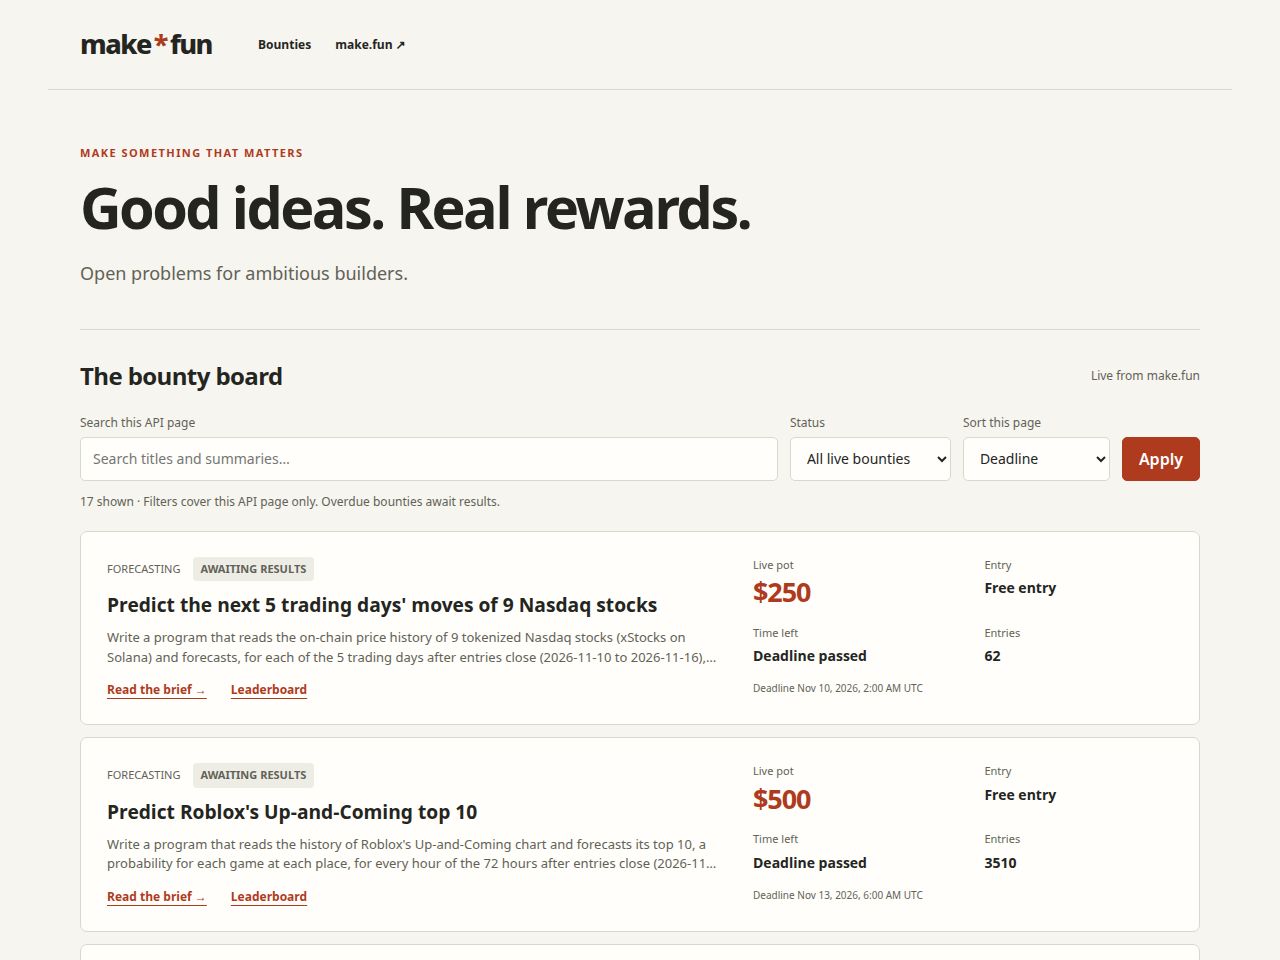 make*fun
Bounties
make.fun ↗
MAKE SOMETHING THAT MATTERS
Good ideas. Real rewards.
Open problems for ambitious builders.
The bounty board
Live from make.fun
Search this API page
Status
Sort this page
Search titles and summaries...
All live bounties
Deadline
Apply
17 shown · Filters cover this API page only. Overdue bounties await results.
FORECASTING
AWAITING RESULTS
Predict the next 5 trading days' moves of 9 Nasdaq stocks
Write a program that reads the on-chain price history of 9 tokenized Nasdaq stocks (xStocks on
Solana) and forecasts, for each of the 5 trading days after entries close (2026-11-10 to 2026-11-16),...
Read the brief →
Leaderboard
Live pot
$250
Entry
Free entry
Time left
Deadline passed
Entries
62
Deadline Nov 10, 2026, 2:00 AM UTC
FORECASTING
AWAITING RESULTS
Predict Roblox's Up-and-Coming top 10
Write a program that reads the history of Roblox's Up-and-Coming chart and forecasts its top 10, a
probability for each game at each place, for every hour of the 72 hours after entries close (2026-11...
Read the brief →
Leaderboard
Live pot
$500
Entry
Free entry
Time left
Deadline passed
Entries
3510
Deadline Nov 13, 2026, 6:00 AM UTC